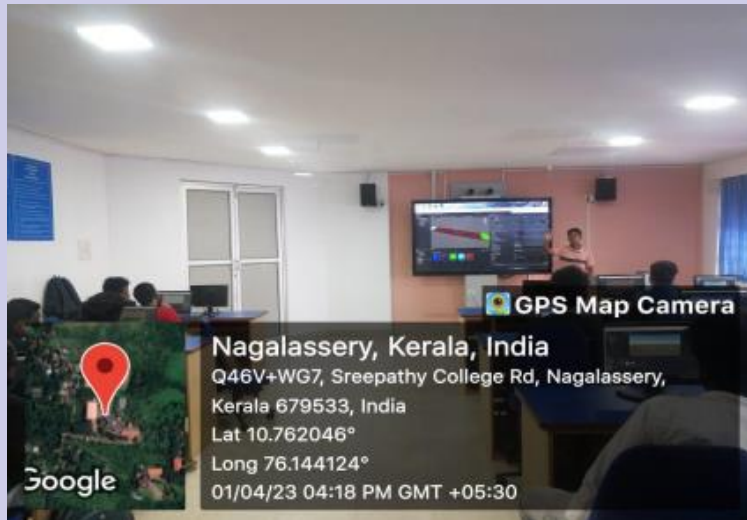 GPS Map Camera
Nagalassery, Kerala, India
Q46V+WG7, Sreepathy College Rd, Nagalassery,
Kerala 679533, India
Lat 10.762046°
Long 76.144124°
01/04/23 04:18 PM GMT +05:30
Google